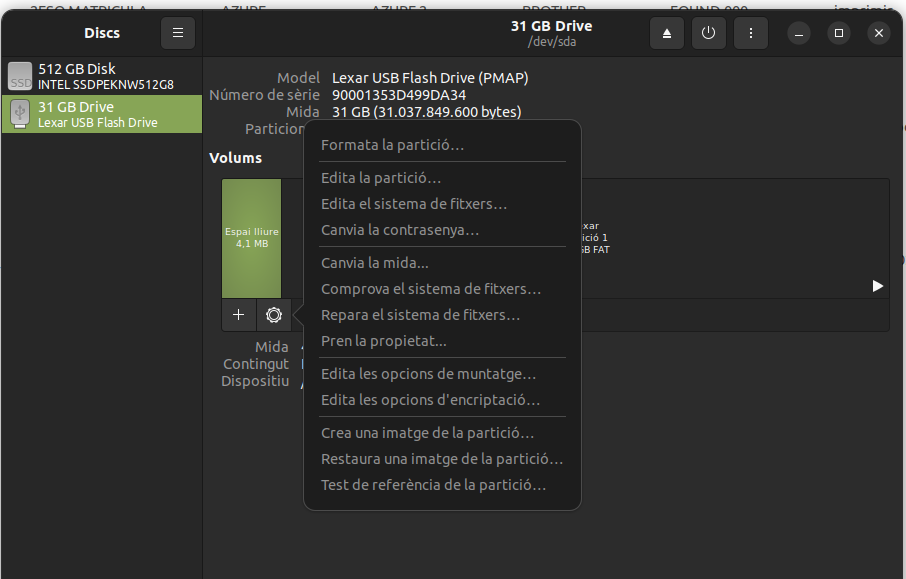 Discs
31 GB Drive
/dev/sda
512 GB Disk
INTEL SSDPEKNW512G8
SSD
31 GB Drive
Lexar USB Flash Drive
Model Lexar USB Flash Drive (PMAP)
Número de sèrie 90001353D499DA34
Mida 31 GB (31.037.849.600 bytes)
Particion
Volums
Espai lliure
4,1 MB
xar
ició 1
B FAT
Mida
Contingut
Dispositiu
Formata la partició…
Edita la partició…
Edita el sistema de fitxers…
Canvia la contrasenya…
Canvia la mida…
Comprova el sistema de fitxers…
Repara el sistema de fitxers…
Pren la propietat…
Edita les opcions de muntatge…
Edita les opcions d'encriptació…
Crea una imatge de la partició…
Restaura una imatge de la partició…
Test de referència de la partició…